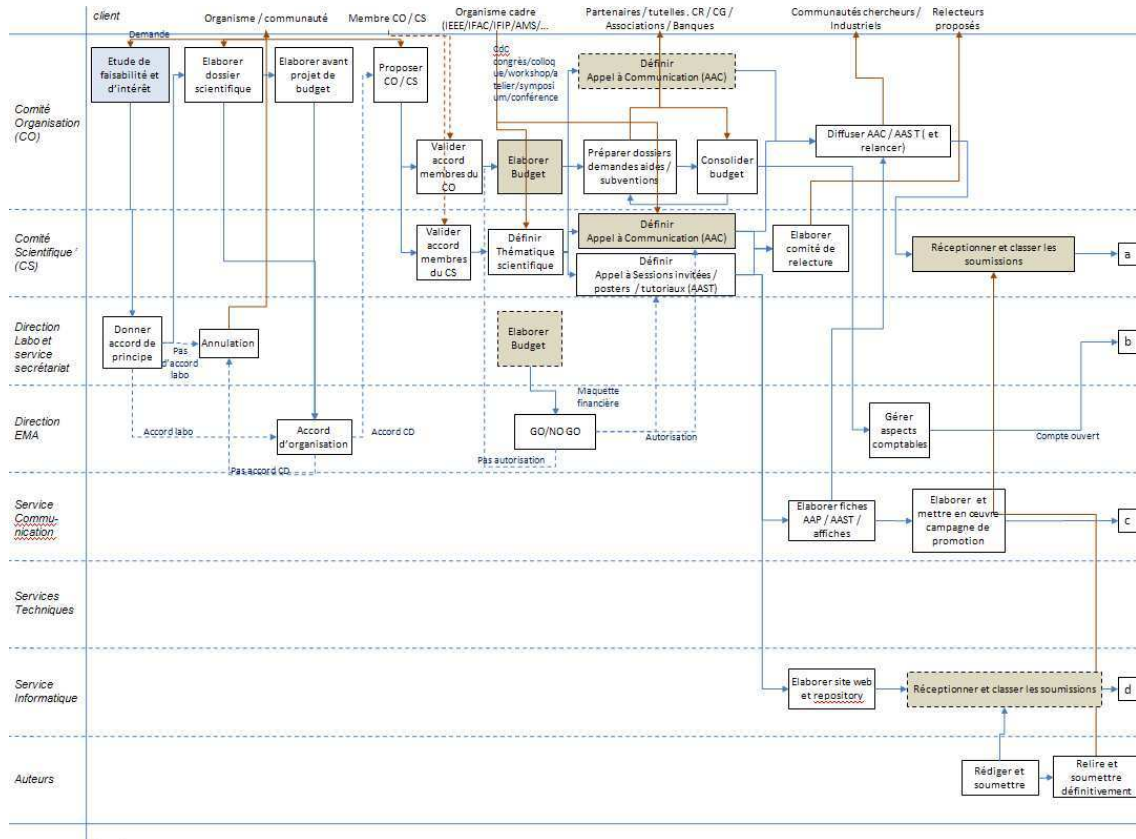 client
Organisme / communauté
Membre CO / CS
Organisme cadre
(IEEE/IFAC/IFIP/AMS/...
Partenaires / tutelles . CR / CG /
Associations / Banques
Communautés chercheurs /
Industriels
Relecteurs
proposés
Demande
Comité
Organisation
(CO)
Etude de
faisabilité et
d'intérêt
Elaborer
dossier
scientifique
Elaborer avant
projet de
budget
Proposer
CO / CS
CdC
congrès/colloq
ue/workshop/a
telier/symposi
um/conférence
Définir
Appel à Communication (AAC)
Valider
accord
membres du
CO
Elaborer
Budget
Préparer dossiers
demandes aides /
subventions
Consolider
budget
Diffuser AAC / AAST ( et
relancer)
Comité
Scientifique
(CS)
Valider
accord
membres
du CS
Définir
Thématique
scientifique
Définir
Appel à Communication (AAC)
Définir
Appel à Sessions invitées /
posters / tutoriaux (AAST)
Elaborer
comité de
relecture
Réceptionner et classer les
soumissions
a
Direction
Labo et
service
secrétariat
Donner
accord de
principe
Pas
d'accord
labo
Annulation
Elaborer
Budget
b
Direction
EMA
Accord labo
Accord
d'organisation
Accord CD
Pas accord CD
Maquette
financière
GO/NO GO
Autorisation
Pas autorisation
Gérer
aspects
comptables
Compte ouvert
Service
Commu-
nication
Elaborer fiches
AAP / AAST /
affiches
Elaborer et
mettre en œuvre
campagne de
promotion
c
Services
Techniques
Service
Informatique
Elaborer site web
et repository
Réceptionner et classer les soumissions
d
Auteurs
Rédiger et
soumettre
Relire et
soumettre
définitivement